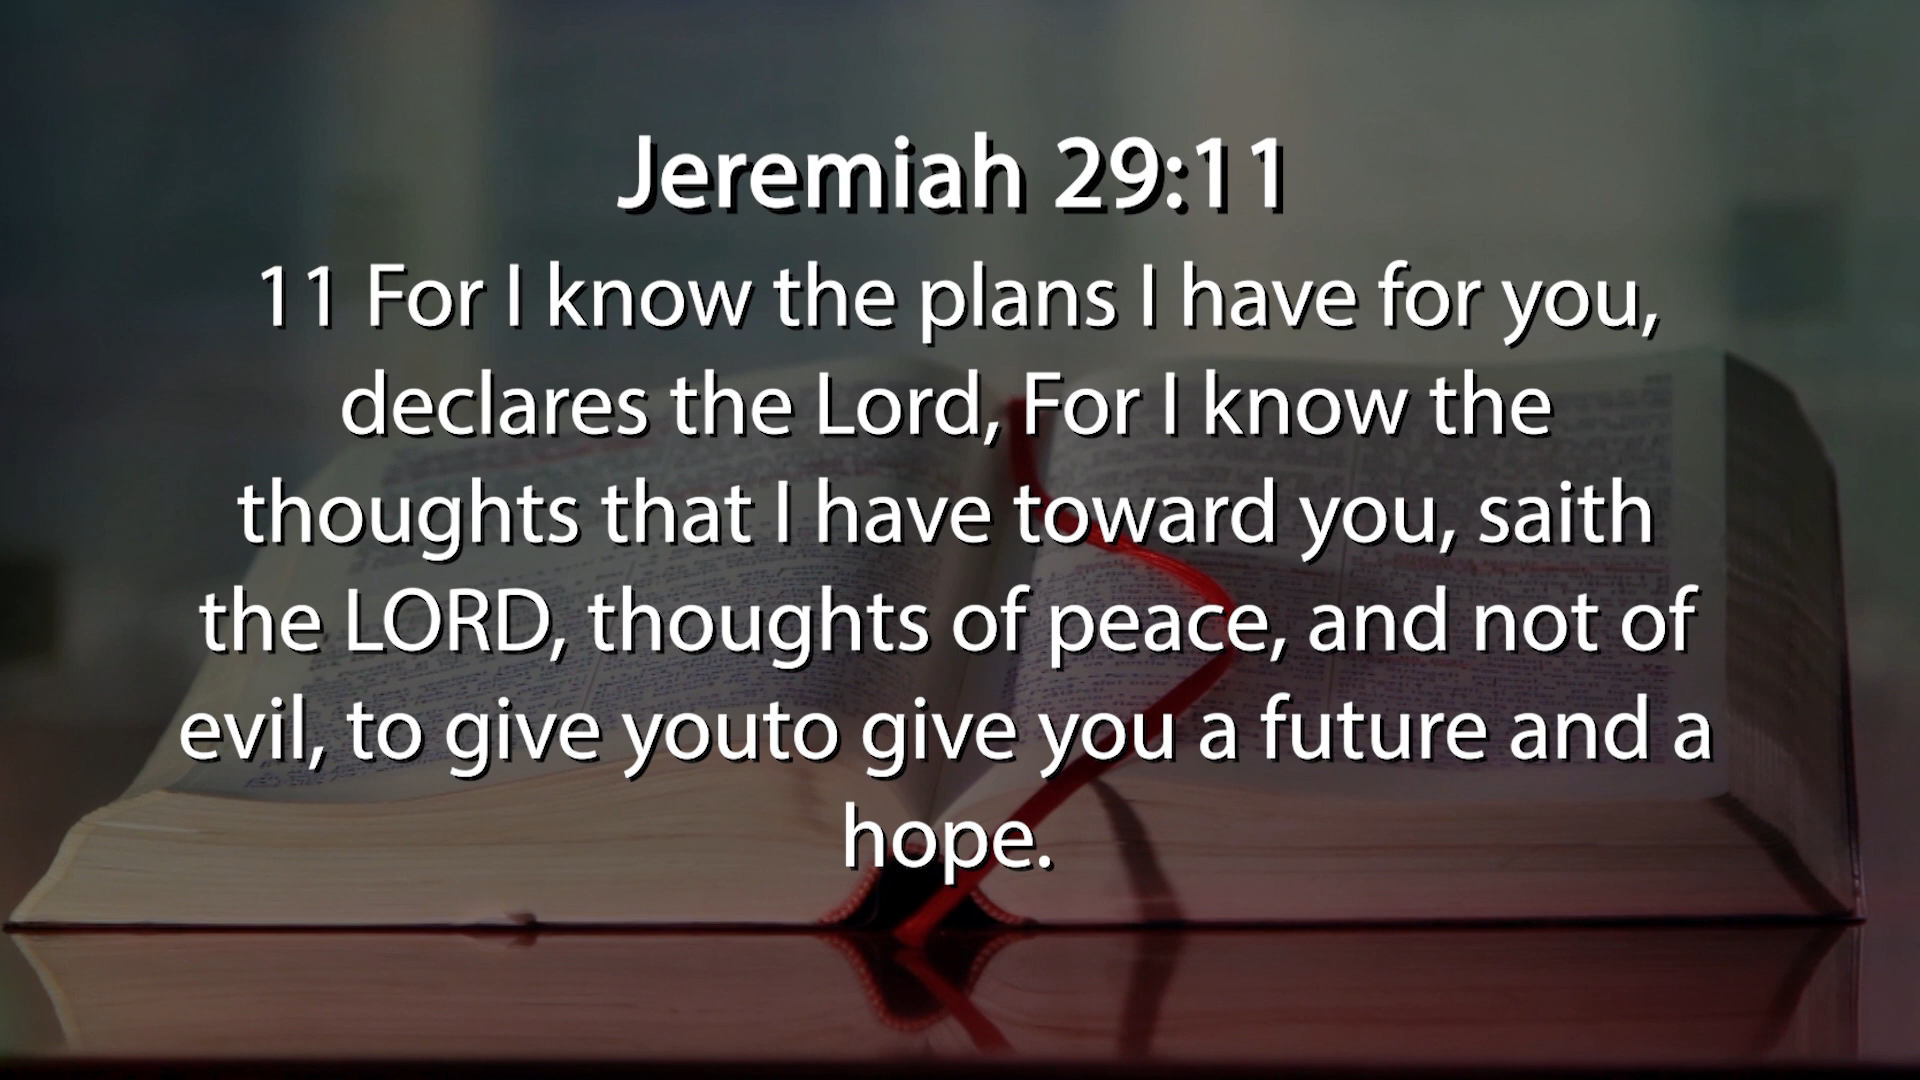 Jeremiah 29:11
11 For I know the plans I have for you,
declares the Lord, For I know the
thoughts that I have toward you, saith
the LORD, thoughts of peace, and not of
evil, to give youto give you a future and a
hope.